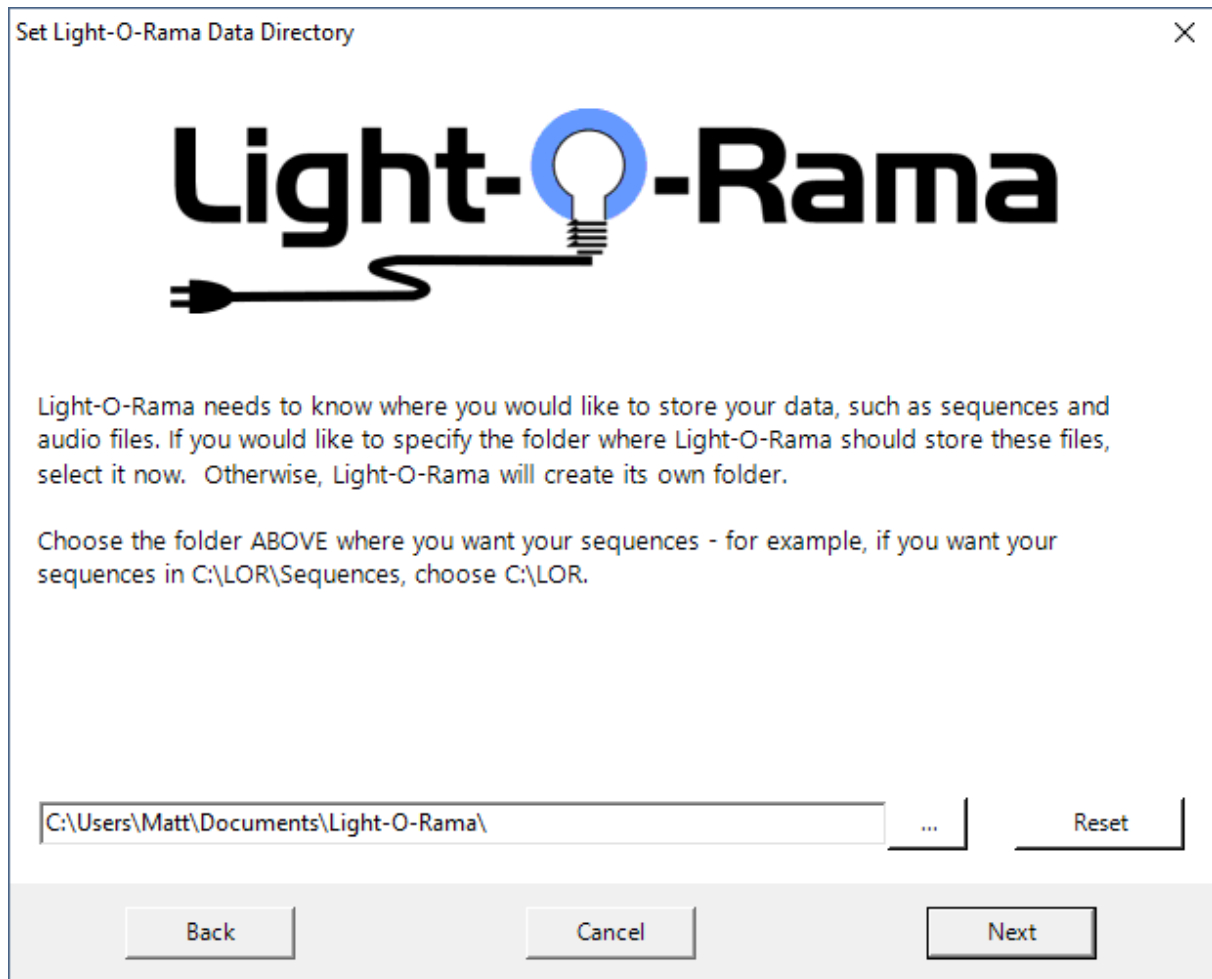 Set Light-O-Rama Data Directory
Light-O-Rama
Light-O-Rama needs to know where you would like to store your data, such as sequences and
audio files. If you would like to specify the folder where Light-O-Rama should store these files,
select it now.  Otherwise, Light-O-Rama will create its own folder.
Choose the folder ABOVE where you want your sequences - for example, if you want your
sequences in C:\LOR\Sequences, choose C:\LOR.
C:\Users\Matt\Documents\Light-O-Rama\
...
Reset
Back
Cancel
Next